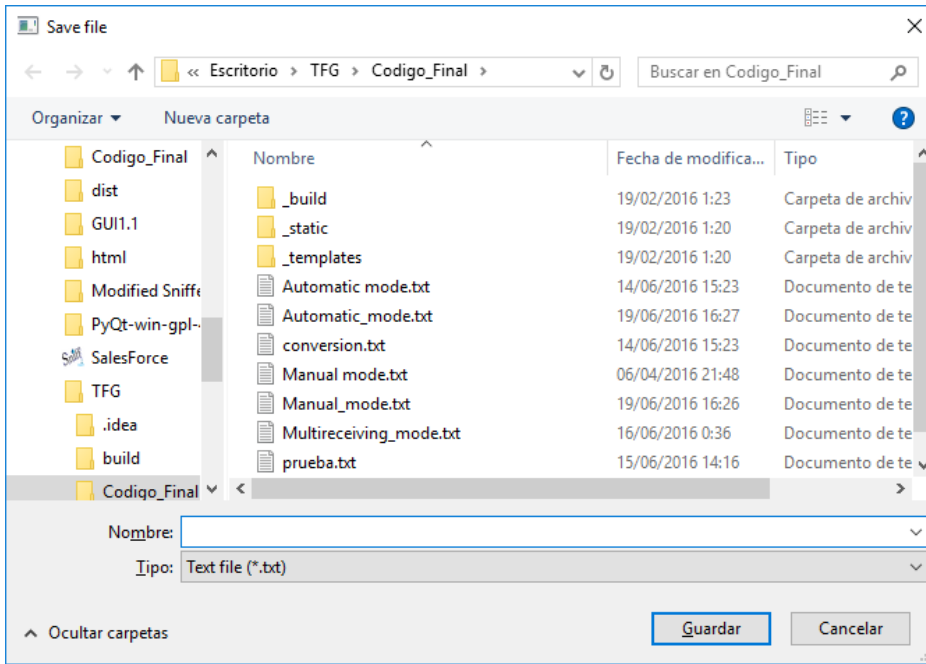 Save file
« Escritorio > TFG > Codigo_Final >
Buscar en Codigo_Final
Organizar
Nueva carpeta
?
Codigo_Final
dist
GUI1.1
html
Modified Sniffe
PyQt-win-gpl-
SalesForce
TFG
.idea
build
Codigo_Final
Nombre Fecha de modifica... Tipo
_build 19/02/2016 1:23 Carpeta de archiv
_static 19/02/2016 1:20 Carpeta de archiv
_templates 19/02/2016 1:20 Carpeta de archiv
Automatic mode.txt 14/06/2016 15:23 Documento de te
Automatic_mode.txt 19/06/2016 16:27 Documento de te
conversion.txt 14/06/2016 15:23 Documento de te
Manual mode.txt 06/04/2016 21:48 Documento de te
Manual_mode.txt 19/06/2016 16:26 Documento de te
Multireceiving_mode.txt 16/06/2016 0:36 Documento de te
prueba.txt 15/06/2016 14:16 Documento de te
Nombre:
Tipo: Text file (*.txt)
Ocultar carpetas
Guardar
Cancelar